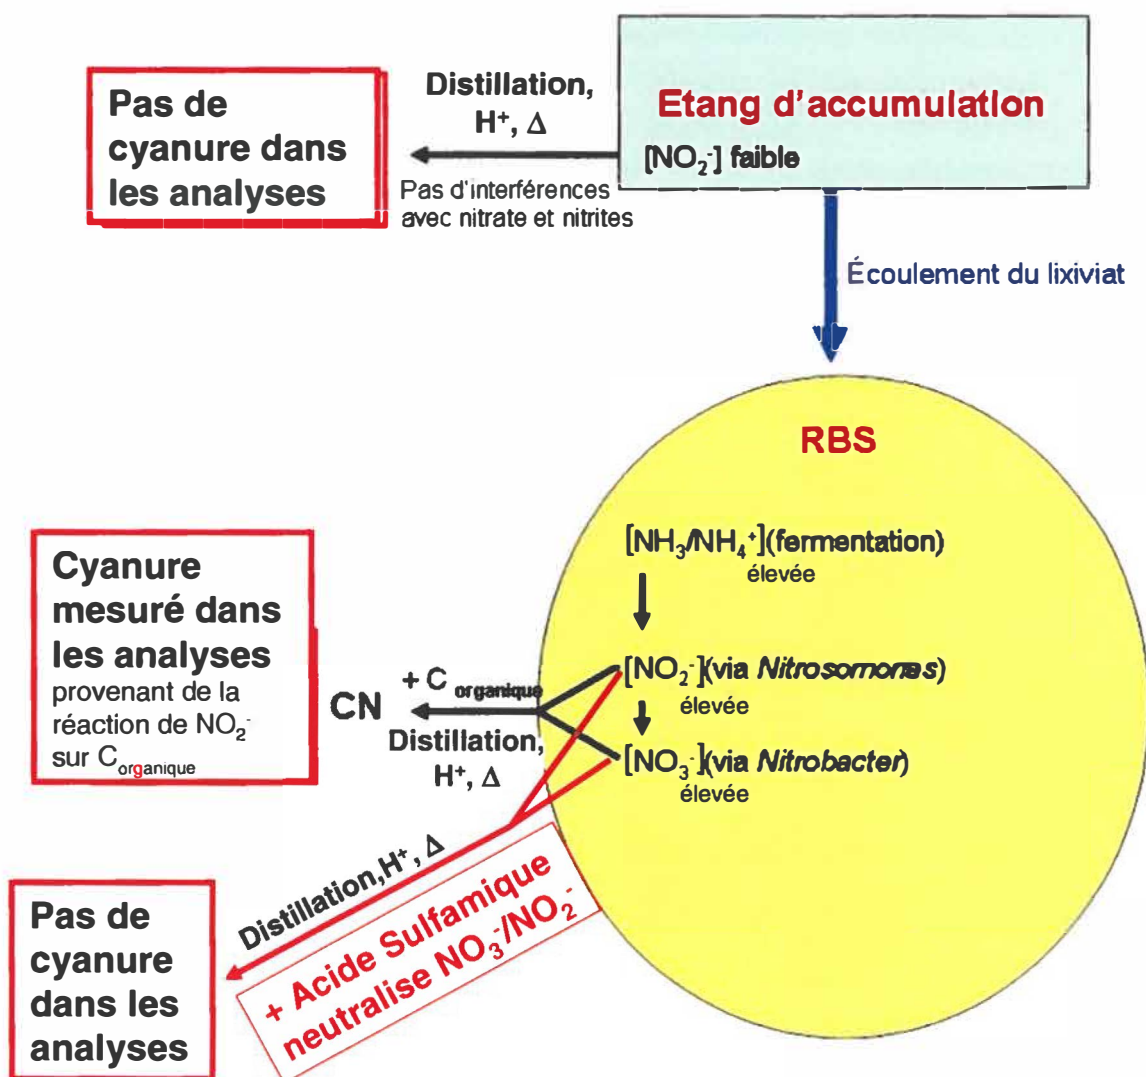 Pas de
cyanure dans
les analyses
Distillation,
H⁺, Δ
Pas d'interférences
avec nitrate et nitrites
Etang d'accumulation
[NO₂⁻] faible
Écoulement du lixiviat
RBS
[NH₃/NH₄⁺](fermentation)
élevée
[NO₂⁻](via Nitrosomones)
élevée
[NO₃⁻](via Nitrobacter)
élevée
+ C organique
CN
Distillation,
H⁺, Δ
Cyanure
mesuré dans
les analyses
provenant de la
réaction de NO₂⁻
sur C organique
Distillation,H⁺, Δ
+ Acide Sulfamique
neutralise NO₃⁻/NO₂⁻
Pas de
cyanure
dans les
analyses